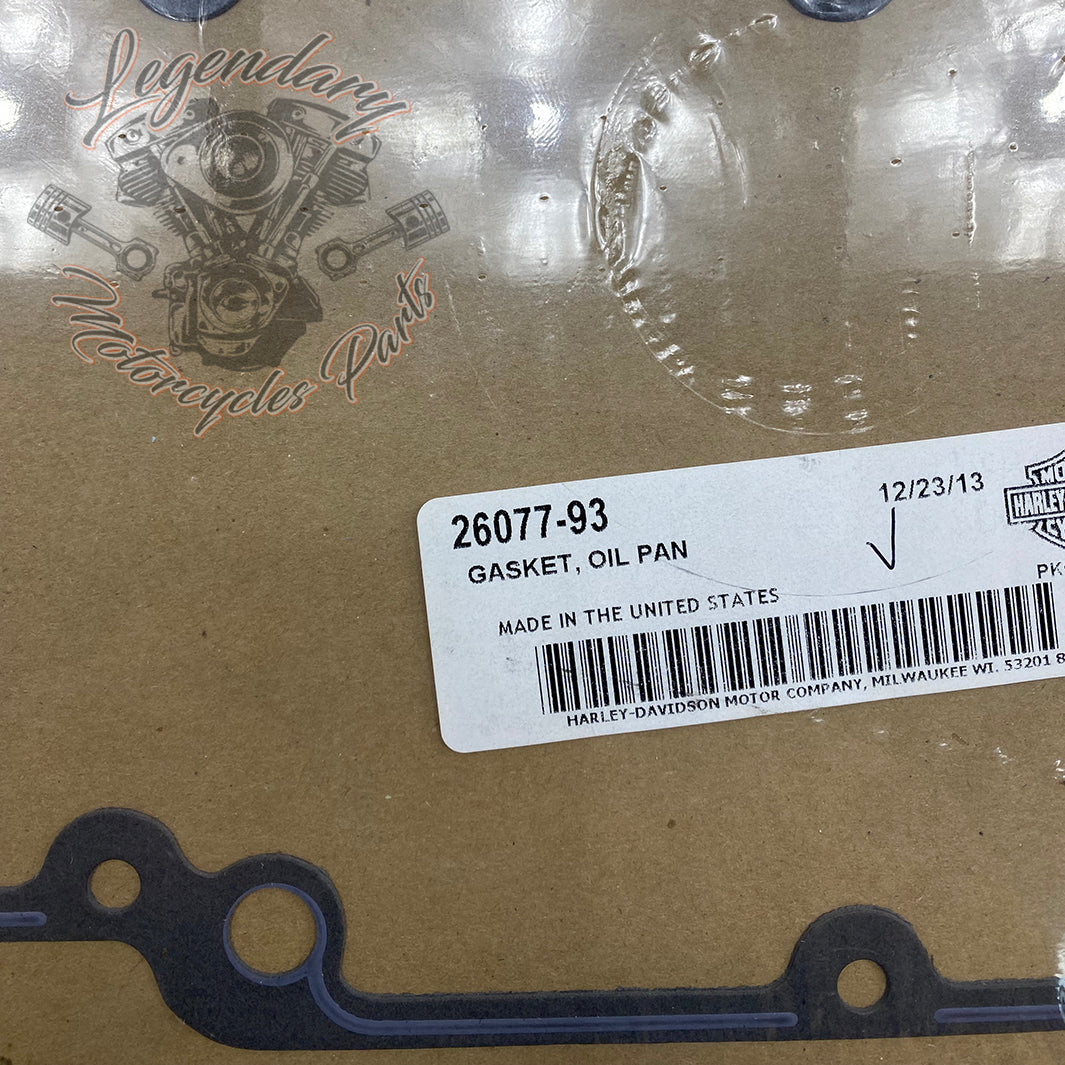 Legendary
Motorcycles Parts
26077-93
12/23/13
GASKET, OIL PAN
MADE IN THE UNITED STATES
HARLEY-DAVIDSON MOTOR COMPANY, MILWAUKEE WI. 53201
HARLEY